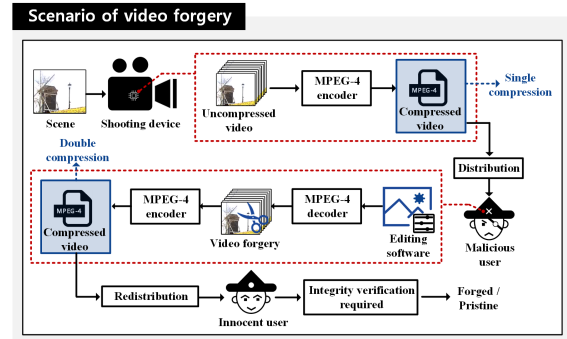 Scenario of video forgery
Scene
Shooting device
Uncompressed
video
MPEG-4
encoder
MPEG-4
Compressed
video
Single
compression
Distribution
Malicious
user
Editing
software
MPEG-4
decoder
Video forgery
MPEG-4
encoder
Double
compression
MPEG-4
Compressed
video
Redistribution
Innocent user
Integrity verification
required
Forged /
Pristine